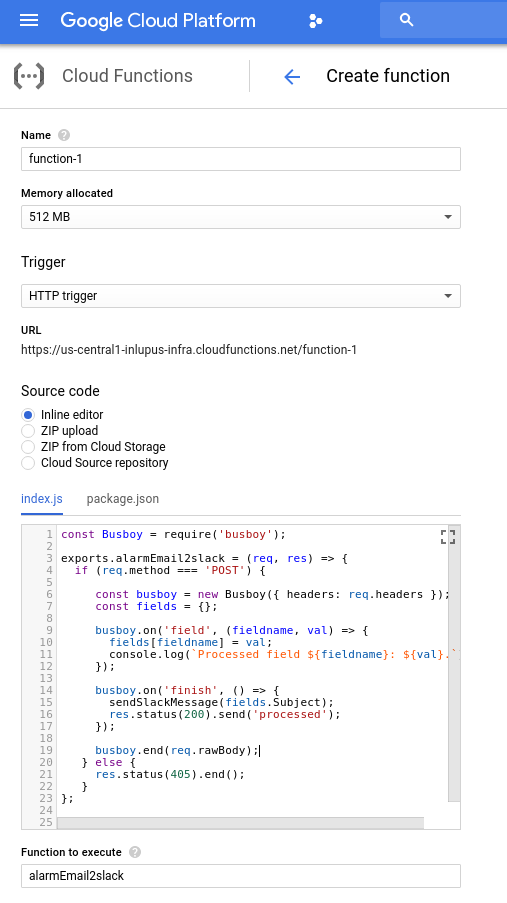 Google Cloud Platform
Cloud Functions
Create function
Name
function-1
Memory allocated
512 MB
Trigger
HTTP trigger
URL
https://us-central1-inlupus-infra.cloudfunctions.net/function-1
Source code
Inline editor
ZIP upload
ZIP from Cloud Storage
Cloud Source repository
index.js package.json
1 const Busboy = require('busboy');
2
3 exports.alarmEmail2slack = (req, res) => {
4   if (req.method === 'POST') {
5
6      const busboy = new Busboy({ headers: req.headers });
7      const fields = {};
8
9      busboy.on('field', (fieldname, val) => {
10       fields[fieldname] = val;
11       console.log(`Processed field ${fieldname}: ${val}.`
12     });
13
14     busboy.on('finish', () => {
15       sendSlackMessage(fields.Subject);
16       res.status(200).send('processed');
17     });
18
19     busboy.end(req.rawBody);
20   } else {
21     res.status(405).end();
22   }
23 };
24
25
Function to execute
alarmEmail2slack